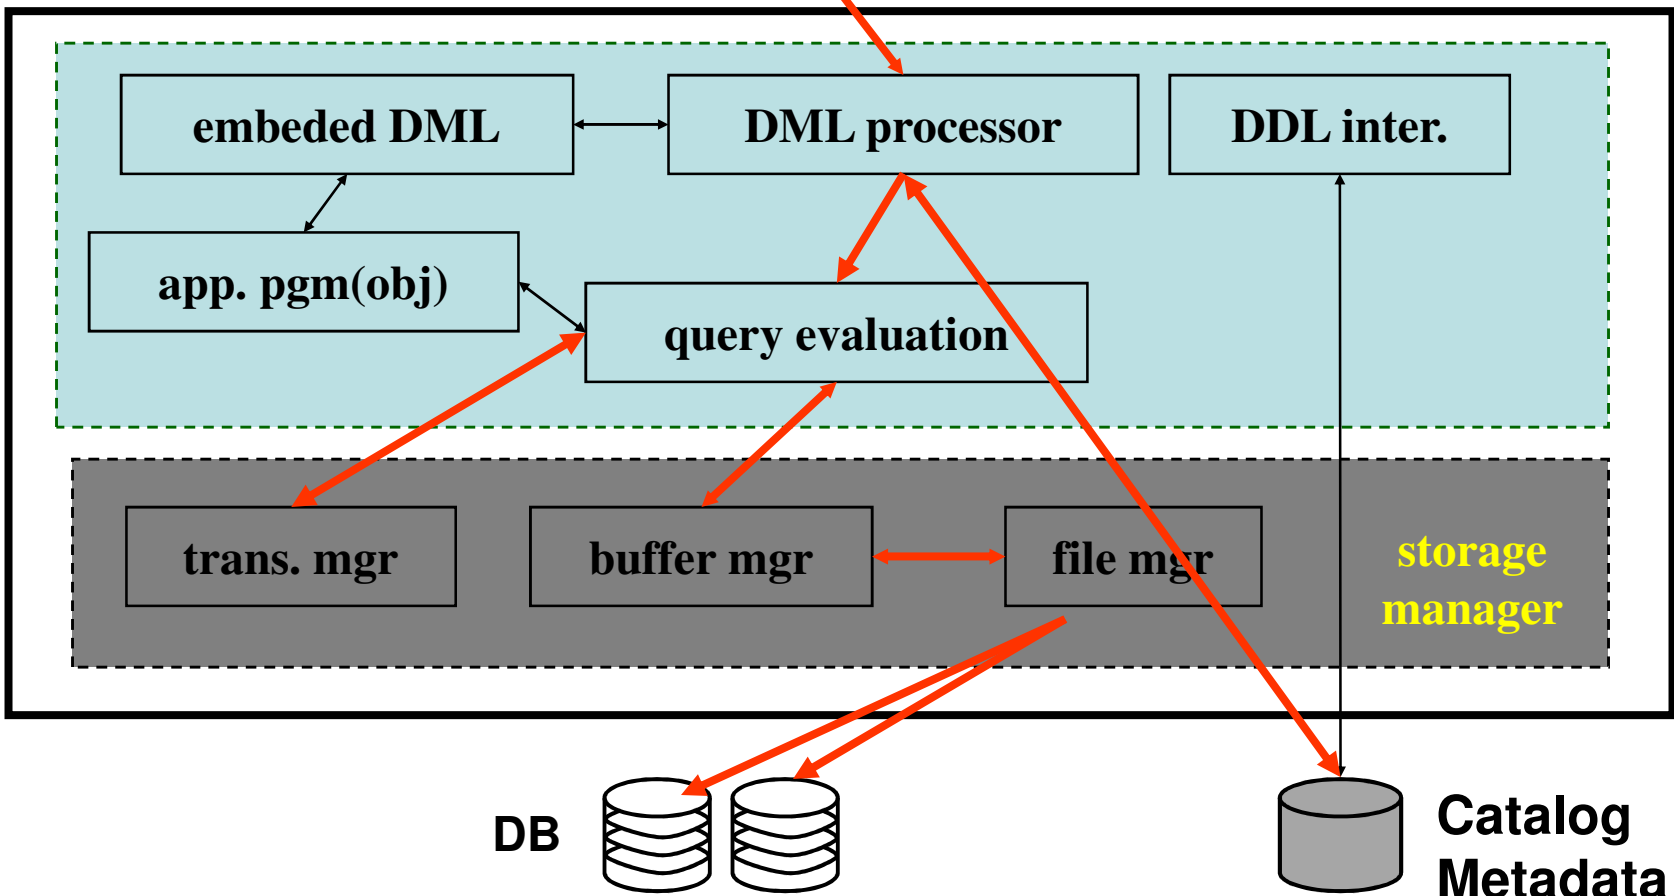 embeded DML
DML processor
DDL inter.
app. pgm(obj)
query evaluation
trans. mgr
buffer mgr
file mgr
storage
manager
DB
Catalog
Metadata